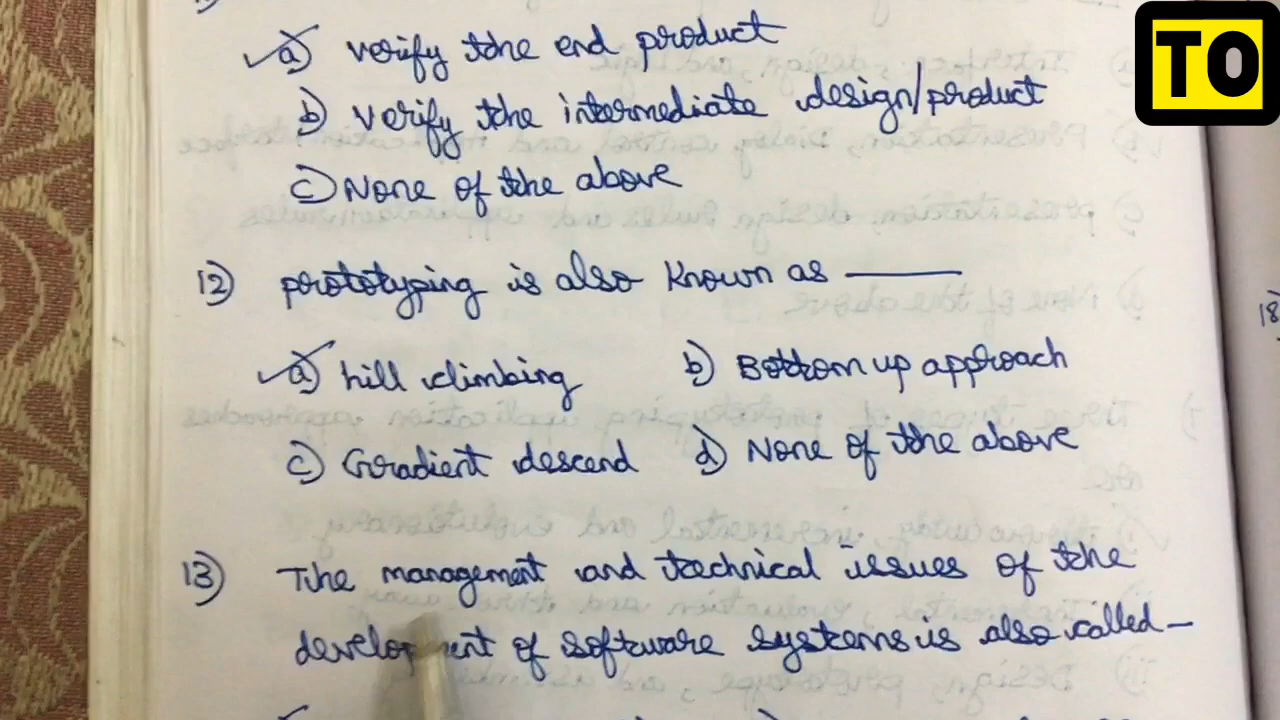 TO
a) verify the end product
b) verify the intermediate design/product
c) None of the above
12) prototyping is also known as ———
a) hill climbing b) Bottom up approach
c) Gradient descend d) None of the above
13) The management and technical issues of the
development of software systems is also called —
18)